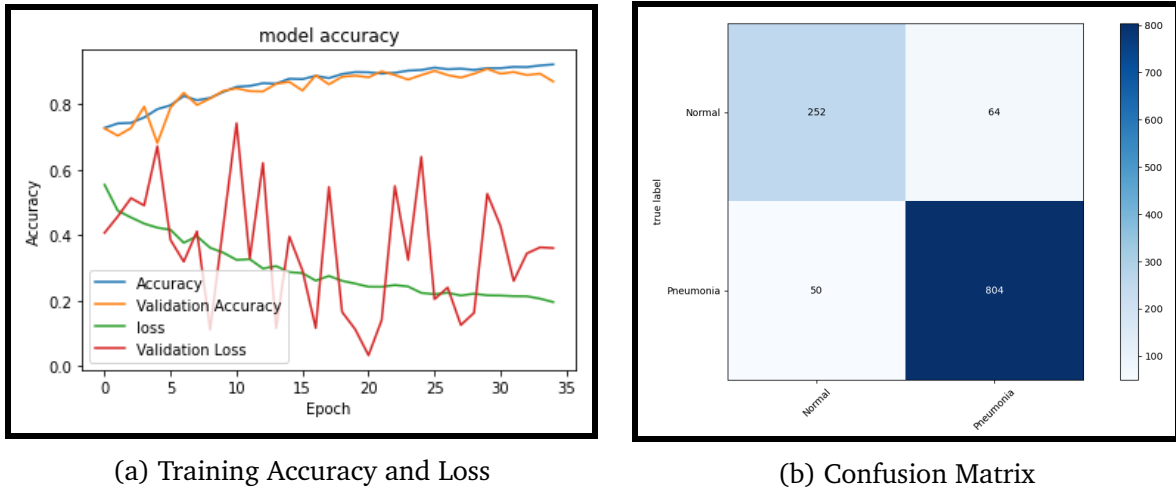 model accuracy
Accuracy
0.8
0.6
0.4
0.2
0.0
Accuracy
Validation Accuracy
loss
Validation Loss
0
5
10
15
20
25
30
35
Epoch
(a) Training Accuracy and Loss
true label
Normal
252
64
Pneumonia
50
804
Normal
Pneumonia
800
700
600
500
400
300
200
100
(b) Confusion Matrix